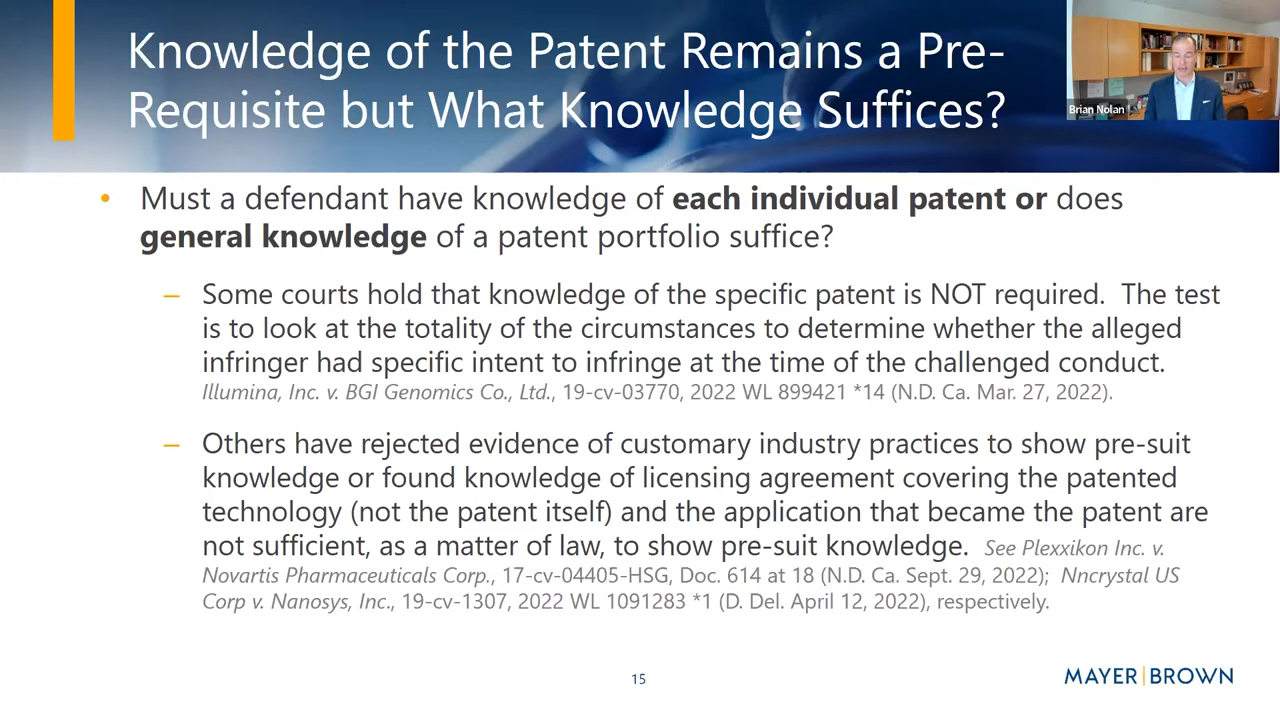 Knowledge of the Patent Remains a Pre-
Requisite but What Knowledge Suffices?
Brian Nolan
• Must a defendant have knowledge of each individual patent or does
general knowledge of a patent portfolio suffice?
– Some courts hold that knowledge of the specific patent is NOT required. The test
is to look at the totality of the circumstances to determine whether the alleged
infringer had specific intent to infringe at the time of the challenged conduct.
Illumina, Inc. v. BGI Genomics Co., Ltd., 19-cv-03770, 2022 WL 899421 *14 (N.D. Ca. Mar. 27, 2022).
– Others have rejected evidence of customary industry practices to show pre-suit
knowledge or found knowledge of licensing agreement covering the patented
technology (not the patent itself) and the application that became the patent are
not sufficient, as a matter of law, to show pre-suit knowledge. See Plexxikon Inc. v.
Novartis Pharmaceuticals Corp., 17-cv-04405-HSG, Doc. 614 at 18 (N.D. Ca. Sept. 29, 2022); Nncrystal US
Corp v. Nanosys, Inc., 19-cv-1307, 2022 WL 1091283 *1 (D. Del. April 12, 2022), respectively.
15
MAYER|BROWN